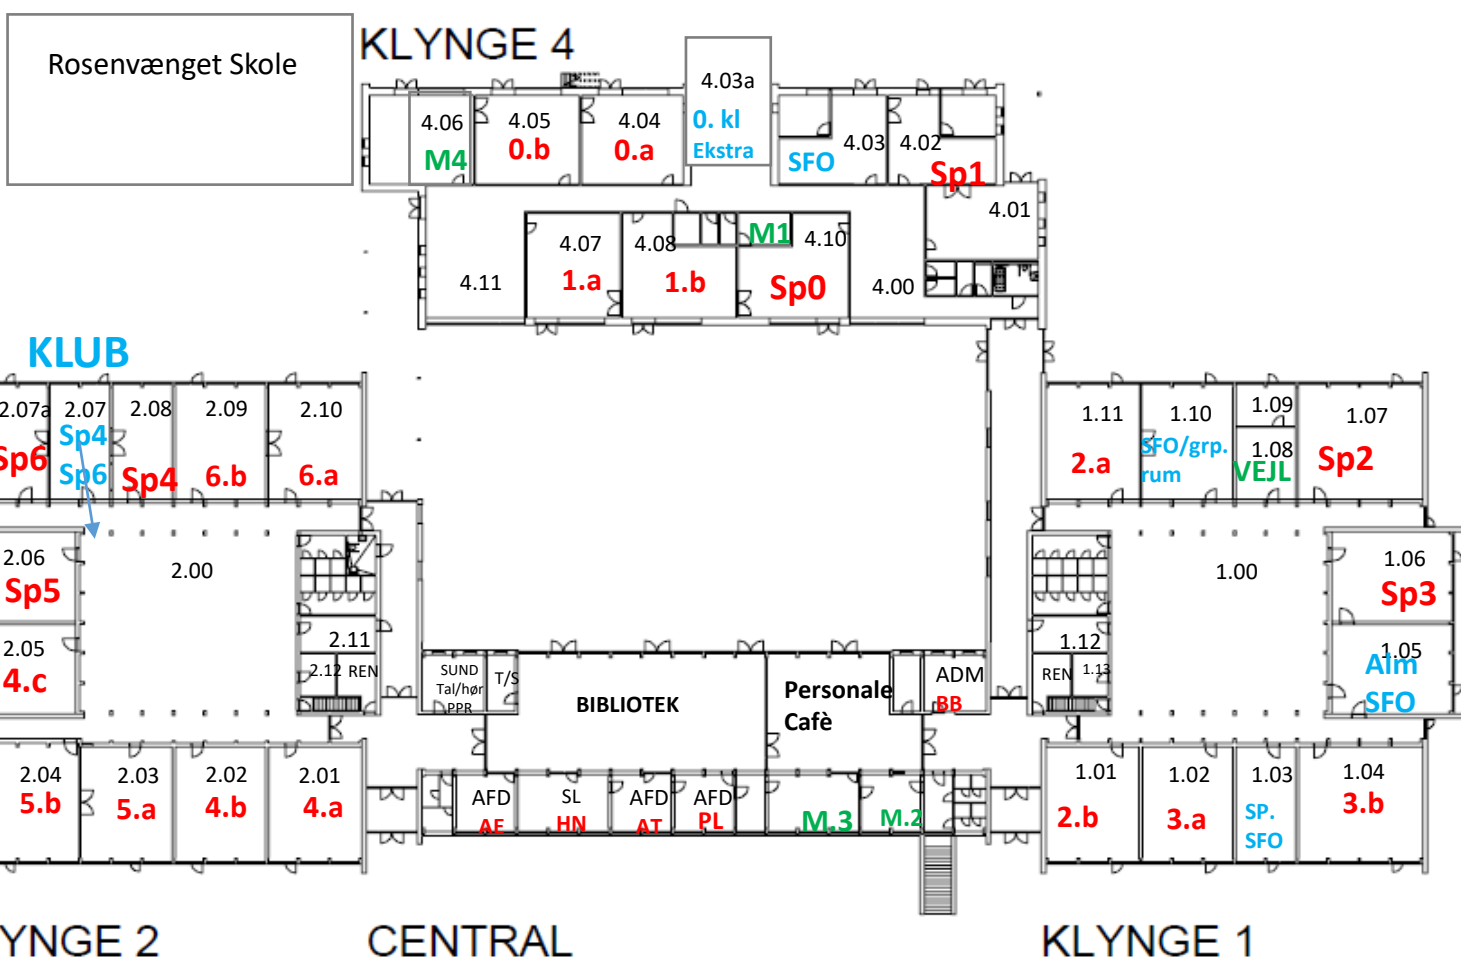 Rosenvænget Skole
KLYNGE 4
4.03a
0. kl
Ekstra
4.06
M4
4.05
0.b
4.04
0.a
4.03
SFO
4.02
Sp1
4.01
4.11
4.07
1.a
4.08
1.b
M1
4.10
Sp0
4.00
KLUB
2.07a
Sp6
2.07
Sp4
Sp6
2.08
Sp4
2.09
6.b
2.10
6.a
1.11
2.a
1.10
SFO/grp.
rum
1.09
1.08
VEJL
1.07
Sp2
2.06
Sp5
2.00
2.05
4.c
2.11
2.12
REN
1.00
1.06
Sp3
1.05
Alm
SFO
1.12
REN
1.13
SUND
Tal/hør
PPR
T/S
BIBLIOTEK
Personale
Cafè
ADM
BB
2.04
5.b
2.03
5.a
2.02
4.b
2.01
4.a
AFD
AE
SL
HN
AFD
AT
AFD
PL
M.3
M.2
1.01
2.b
1.02
3.a
1.03
SP.
SFO
1.04
3.b
YNGE 2
CENTRAL
KLYNGE 1